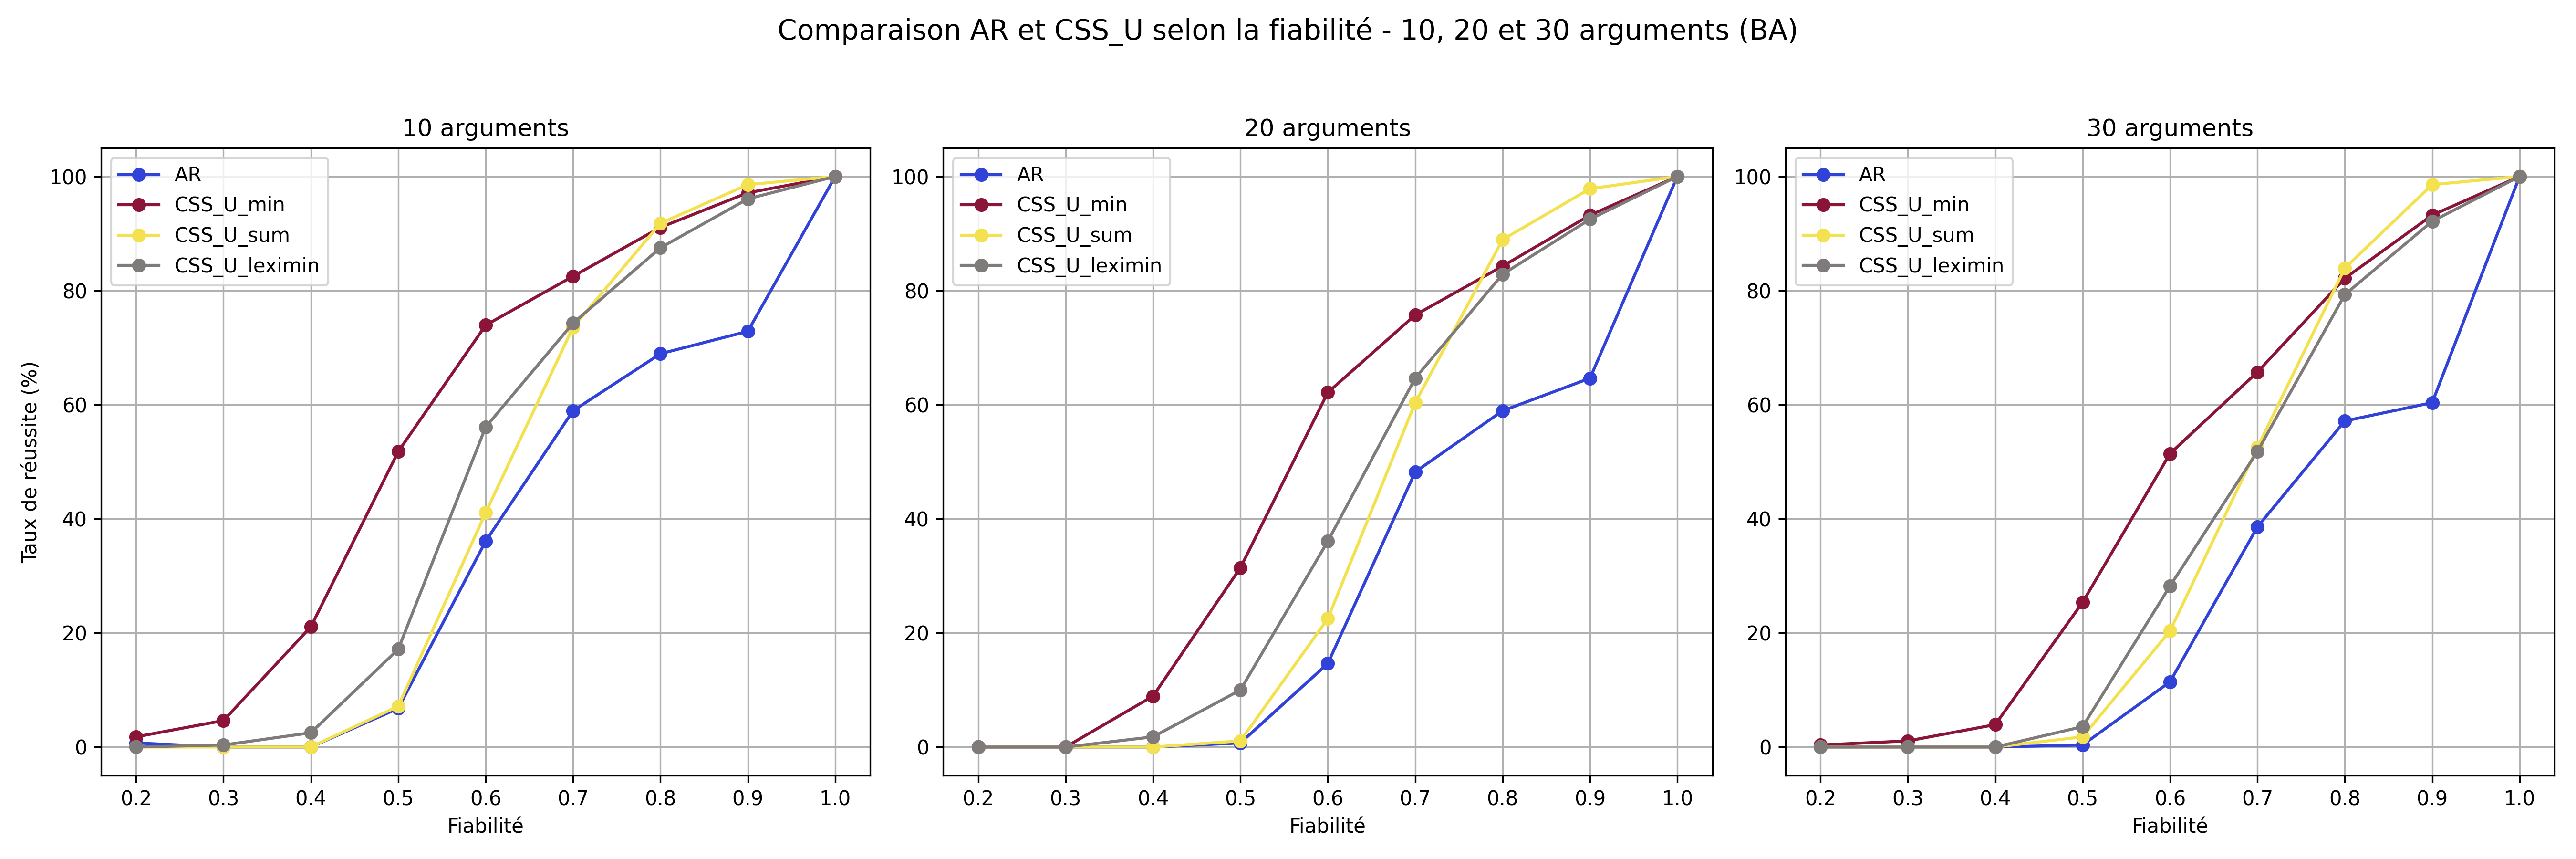 Comparaison AR et CSS_U selon la fiabilité - 10, 20 et 30 arguments (BA)
10 arguments
AR
CSS_U_min
CSS_U_sum
CSS_U_leximin
Taux de réussite (%)
100
80
60
40
20
0
0.2 0.3 0.4 0.5 0.6 0.7 0.8 0.9 1.0
Fiabilité
20 arguments
AR
CSS_U_min
CSS_U_sum
CSS_U_leximin
100
80
60
40
20
0
0.2 0.3 0.4 0.5 0.6 0.7 0.8 0.9 1.0
Fiabilité
30 arguments
AR
CSS_U_min
CSS_U_sum
CSS_U_leximin
100
80
60
40
20
0
0.2 0.3 0.4 0.5 0.6 0.7 0.8 0.9 1.0
Fiabilité